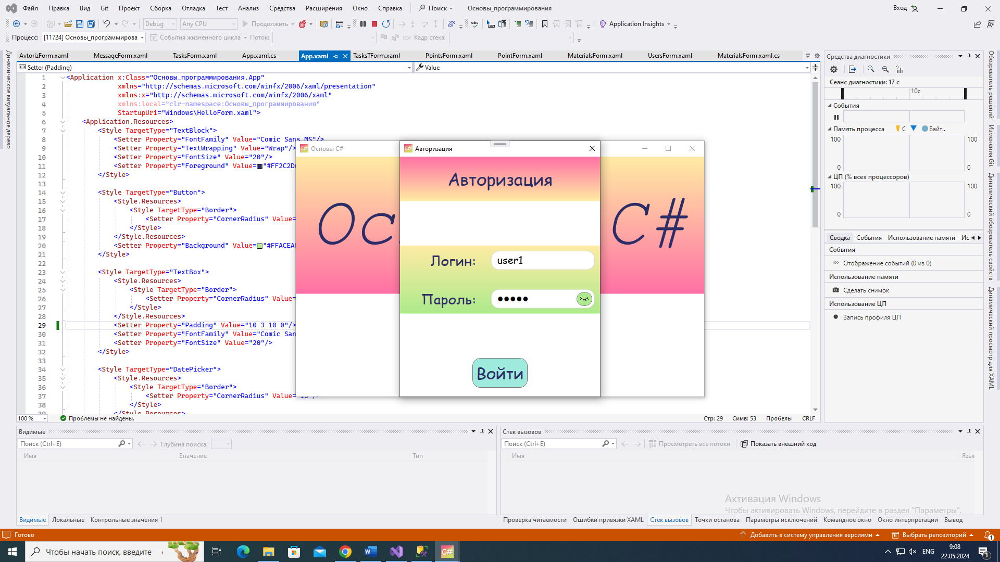 Файл Правка Вид Git Проект Сборка Отладка Тест Анализ Средства Расширения Окно Справка Поиск Основы_программирования Вход
Debug Any CPU Продолжить Application Insights
Процесс: [11724] Основы_программирова События жизненного цикла Поток: Кадр стека:
AvtorizForm.xaml MessageForm.xaml TasksForm.xaml App.xaml.cs App.xaml TasksTForm.xaml PointsForm.xaml PointForm.xaml MaterialsForm.xaml UsersForm.xaml MaterialsForm.xaml.cs
Setter (Padding) Value
1 <Application x:Class="Основы_программирования.App"
2 xmlns="http://schemas.microsoft.com/winfx/2006/xaml/presentation"
3 xmlns:x="http://schemas.microsoft.com/winfx/2006/xaml"
4 xmlns:local="clr-namespace:Основы_программирования"
5 StartupUri="Windows\HelloForm.xaml">
6 <Application.Resources>
7 <Style TargetType="TextBlock">
8 <Setter Property="FontFamily" Value="Comic Sans MS"/>
9 <Setter Property="TextWrapping" Value="Wrap"/>
10 <Setter Property="FontSize" Value="20"/>
11 <Setter Property="Foreground" Value="#FF2C2D
12 </Style>
13
14 <Style TargetType="Button">
15 <Style.Resources>
16 <Style TargetType="Border">
17 <Setter Property="CornerRadius" Value=
18 </Style>
19 </Style.Resources>
20 <Setter Property="Background" Value="#FFACEA
21 </Style>
22
23 <Style TargetType="TextBox">
24 <Style.Resources>
25 <Style TargetType="Border">
26 <Setter Property="CornerRadius" Value=
27 </Style>
28 </Style.Resources>
29 <Setter Property="Padding" Value="10 3 10 0"/>
30 <Setter Property="FontFamily" Value="Comic San
31 <Setter Property="FontSize" Value="20"/>
32 </Style>
33
34 <Style TargetType="DatePicker">
35 <Style.Resources>
36 <Style TargetType="Border">
37 <Setter Property="CornerRadius" Value=
38 </Style>
39 </Style.Resources>
100 % Проблемы не найдены. Стр: 29 Симв: 53 Пробелы CRLF
C# Основы C#
Ос C#
C# Авторизация
Авторизация
Логин: user1
Пароль: ●●●●●
Войти
Динамическое визуальное дерево
Средства диагностики
Сеанс диагностики: 17 с
10с
События
Память процесса С Байт..
100 100
0 0
ЦП (% всех процессоров)
100 100
0 0
Сводка События Использование памяти Ис
События
Отображение событий (0 из 0)
Использование памяти
Сделать снимок
Использование ЦП
Запись профиля ЦП
Обозреватель решений
Изменения Git
Динамический обозреватель свойств
Динамический просмотр для XAML
Видимые
Поиск (Ctrl+E) Глубина поиска:
Имя Значение Тип
Видимые Локальные Контрольные значения 1
Стек вызовов
Поиск (Ctrl+E) Просмотреть все потоки Показать внешний код
Имя Язык
Активация Windows
Чтобы активировать Windows, перейдите в раздел "Параметры".
Проверка читаемости Ошибки привязки XAML Стек вызовов Точки останова Параметры исключений Командное окно Окно интерпретации Вывод
Готово Добавить в систему управления версиями Выбрать репозиторий 1
Чтобы начать поиск, введите C# ENG 9:08 1
22.05.2024